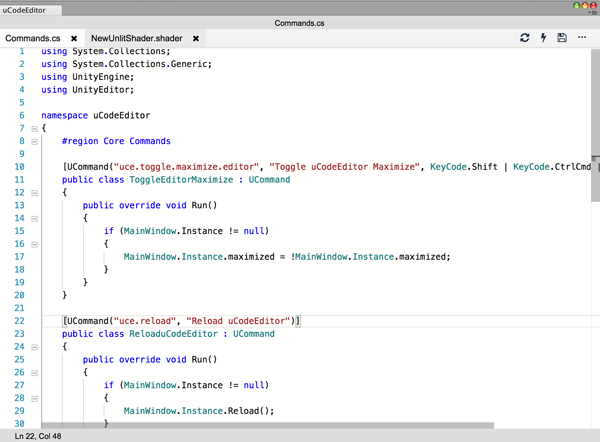 uCodeEditor
Commands.cs
Commands.cs ✖ NewUnlitShader.shader ✖
1 using System.Collections;
2 using System.Collections.Generic;
3 using UnityEngine;
4 using UnityEditor;
5
6 namespace uCodeEditor
7 {
8 #region Core Commands
9
10 [UCommand("uce.toggle.maximize.editor", "Toggle uCodeEditor Maximize", KeyCode.Shift | KeyCode.CtrlCmd
11 public class ToggleEditorMaximize : UCommand
12 {
13 public override void Run()
14 {
15 if (MainWindow.Instance != null)
16 {
17 MainWindow.Instance.maximized = !MainWindow.Instance.maximized;
18 }
19 }
20 }
21
22 [UCommand("uce.reload", "Reload uCodeEditor")]
23 public class ReloaduCodeEditor : UCommand
24 {
25 public override void Run()
26 {
27 if (MainWindow.Instance != null)
28 {
29 MainWindow.Instance.Reload();
30 }
Ln 22, Col 48